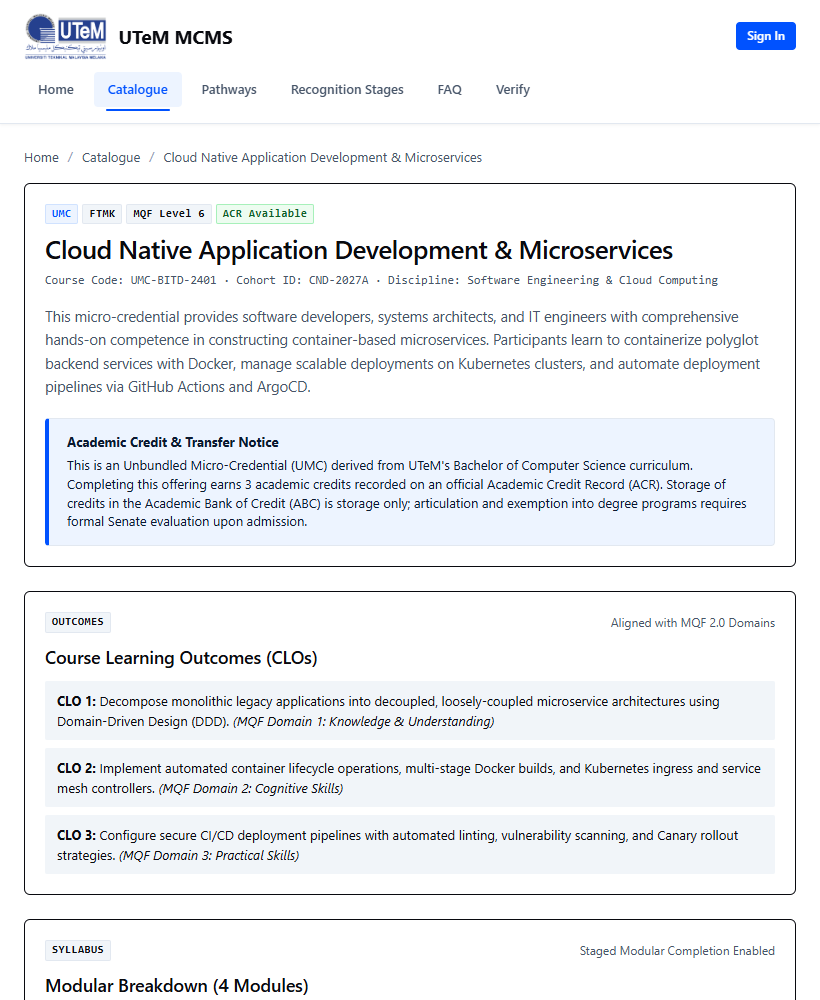 UTeM
UNIVERSITI TEKNIKAL MALAYSIA MELAKA
UTeM MCMS
Sign In
Home
Catalogue
Pathways
Recognition Stages
FAQ
Verify
Home / Catalogue / Cloud Native Application Development & Microservices
UMC FTMK MQF Level 6 ACR Available
Cloud Native Application Development & Microservices
Course Code: UMC-BITD-2401 · Cohort ID: CND-2027A · Discipline: Software Engineering & Cloud Computing
This micro-credential provides software developers, systems architects, and IT engineers with comprehensive
hands-on competence in constructing container-based microservices. Participants learn to containerize polyglot
backend services with Docker, manage scalable deployments on Kubernetes clusters, and automate deployment
pipelines via GitHub Actions and ArgoCD.
Academic Credit & Transfer Notice
This is an Unbundled Micro-Credential (UMC) derived from UTeM's Bachelor of Computer Science curriculum.
Completing this offering earns 3 academic credits recorded on an official Academic Credit Record (ACR). Storage of
credits in the Academic Bank of Credit (ABC) is storage only; articulation and exemption into degree programs requires
formal Senate evaluation upon admission.
OUTCOMES
Aligned with MQF 2.0 Domains
Course Learning Outcomes (CLOs)
CLO 1: Decompose monolithic legacy applications into decoupled, loosely-coupled microservice architectures using
Domain-Driven Design (DDD). (MQF Domain 1: Knowledge & Understanding)
CLO 2: Implement automated container lifecycle operations, multi-stage Docker builds, and Kubernetes ingress and service
mesh controllers. (MQF Domain 2: Cognitive Skills)
CLO 3: Configure secure CI/CD deployment pipelines with automated linting, vulnerability scanning, and Canary rollout
strategies. (MQF Domain 3: Practical Skills)
SYLLABUS
Staged Modular Completion Enabled
Modular Breakdown (4 Modules)